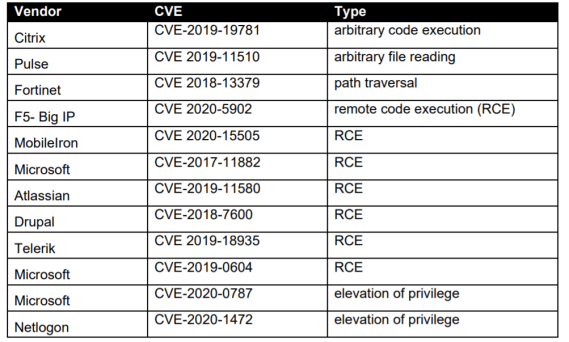 Vendor CVE Type
Citrix CVE-2019-19781 arbitrary code execution
Pulse CVE-2019-11510 arbitrary file reading
Fortinet CVE 2018-13379 path traversal
F5- Big IP CVE 2020-5902 remote code execution (RCE)
MobileIron CVE 2020-15505 RCE
Microsoft CVE-2017-11882 RCE
Atlassian CVE-2019-11580 RCE
Drupal CVE-2018-7600 RCE
Telerik CVE 2019-18935 RCE
Microsoft CVE-2019-0604 RCE
Microsoft CVE-2020-0787 elevation of privilege
Netlogon CVE-2020-1472 elevation of privilege